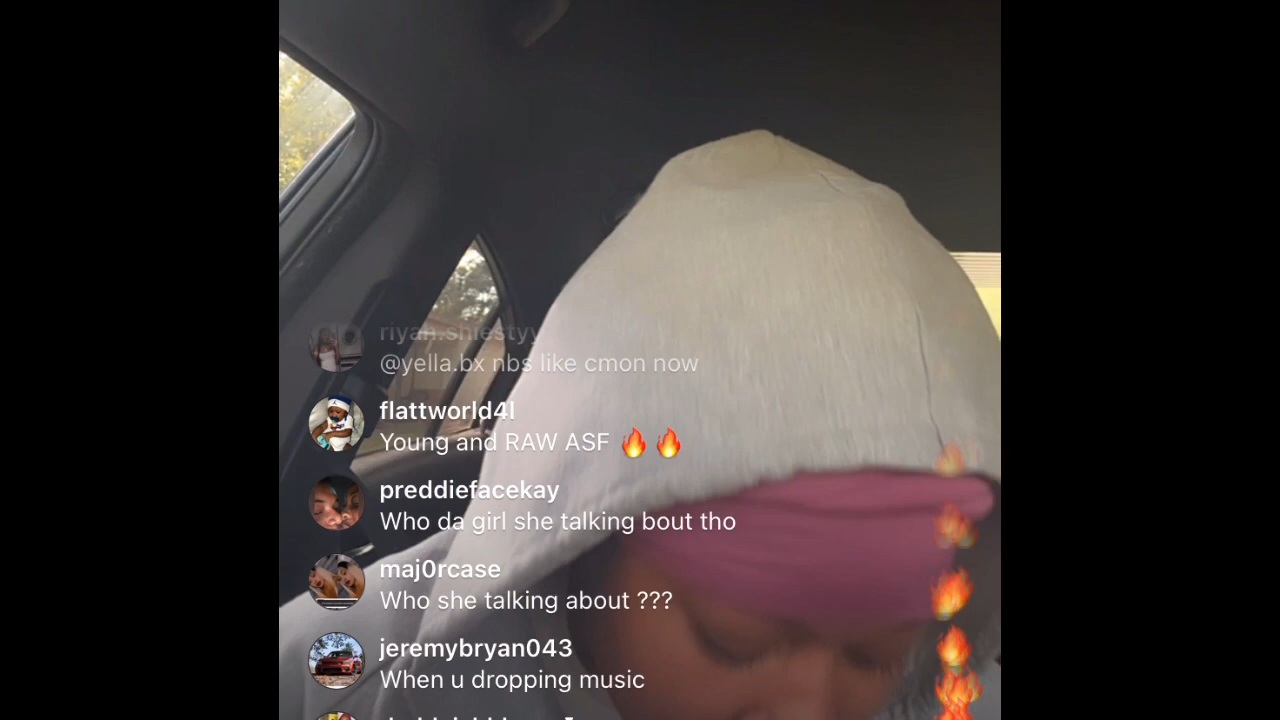 riyan.shiestyy
@yella.bx nbs like cmon now
flattworld4l
Young and RAW ASF 🔥🔥
preddiefacekay
Who da girl she talking bout tho
maj0rcase
Who she talking about ???
jeremybryan043
When u dropping music